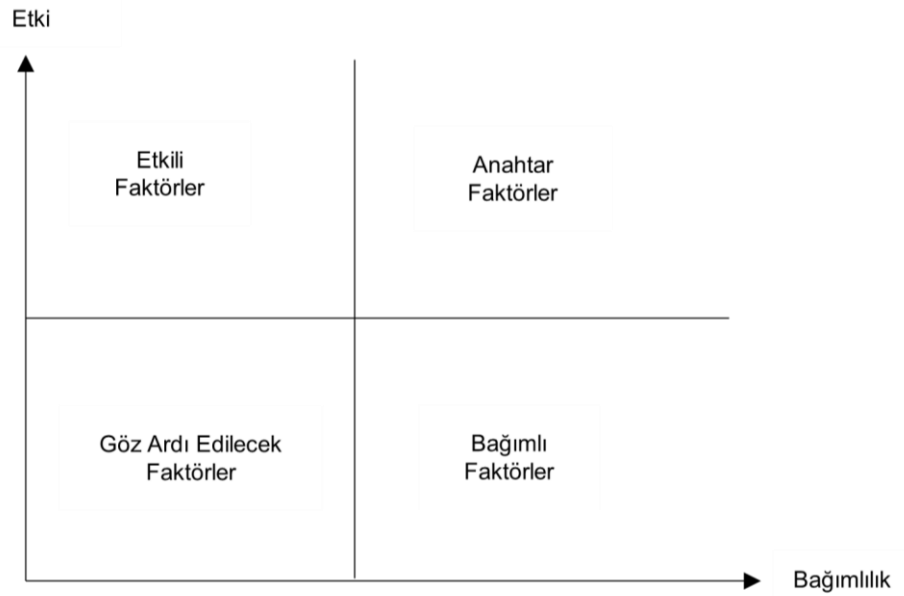 Etki
Etkili
Faktörler
Anahtar
Faktörler
Göz Ardı Edilecek
Faktörler
Bağımlı
Faktörler
Bağımlılık